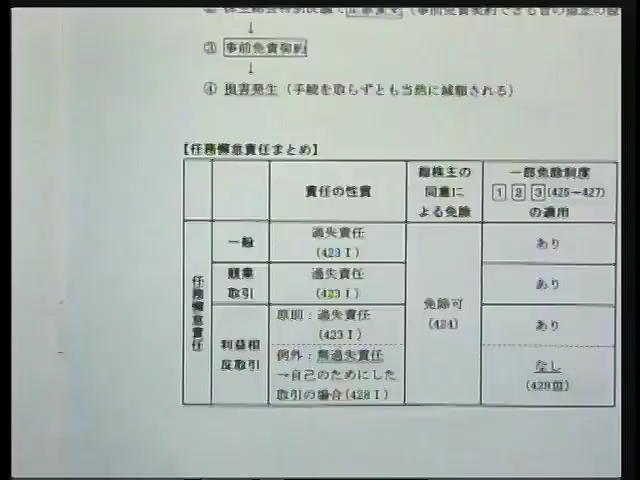 ↓
③ 事前免責契約
↓
④ 損害発生（手続を取らずとも当然に減額される）
【任務懈怠責任まとめ】
責任の性質
総株主の同意による免除
一部免除制度
1 2 3 (425～427)
の適用
任務懈怠責任
一般
過失責任
(423Ⅰ)
免除可
(424)
あり
競業取引
過失責任
(423Ⅰ)
あり
利益相反取引
原則：過失責任
(423Ⅰ)
あり
例外：無過失責任
→自己のためにした
取引の場合(428Ⅰ)
なし
(428Ⅱ)